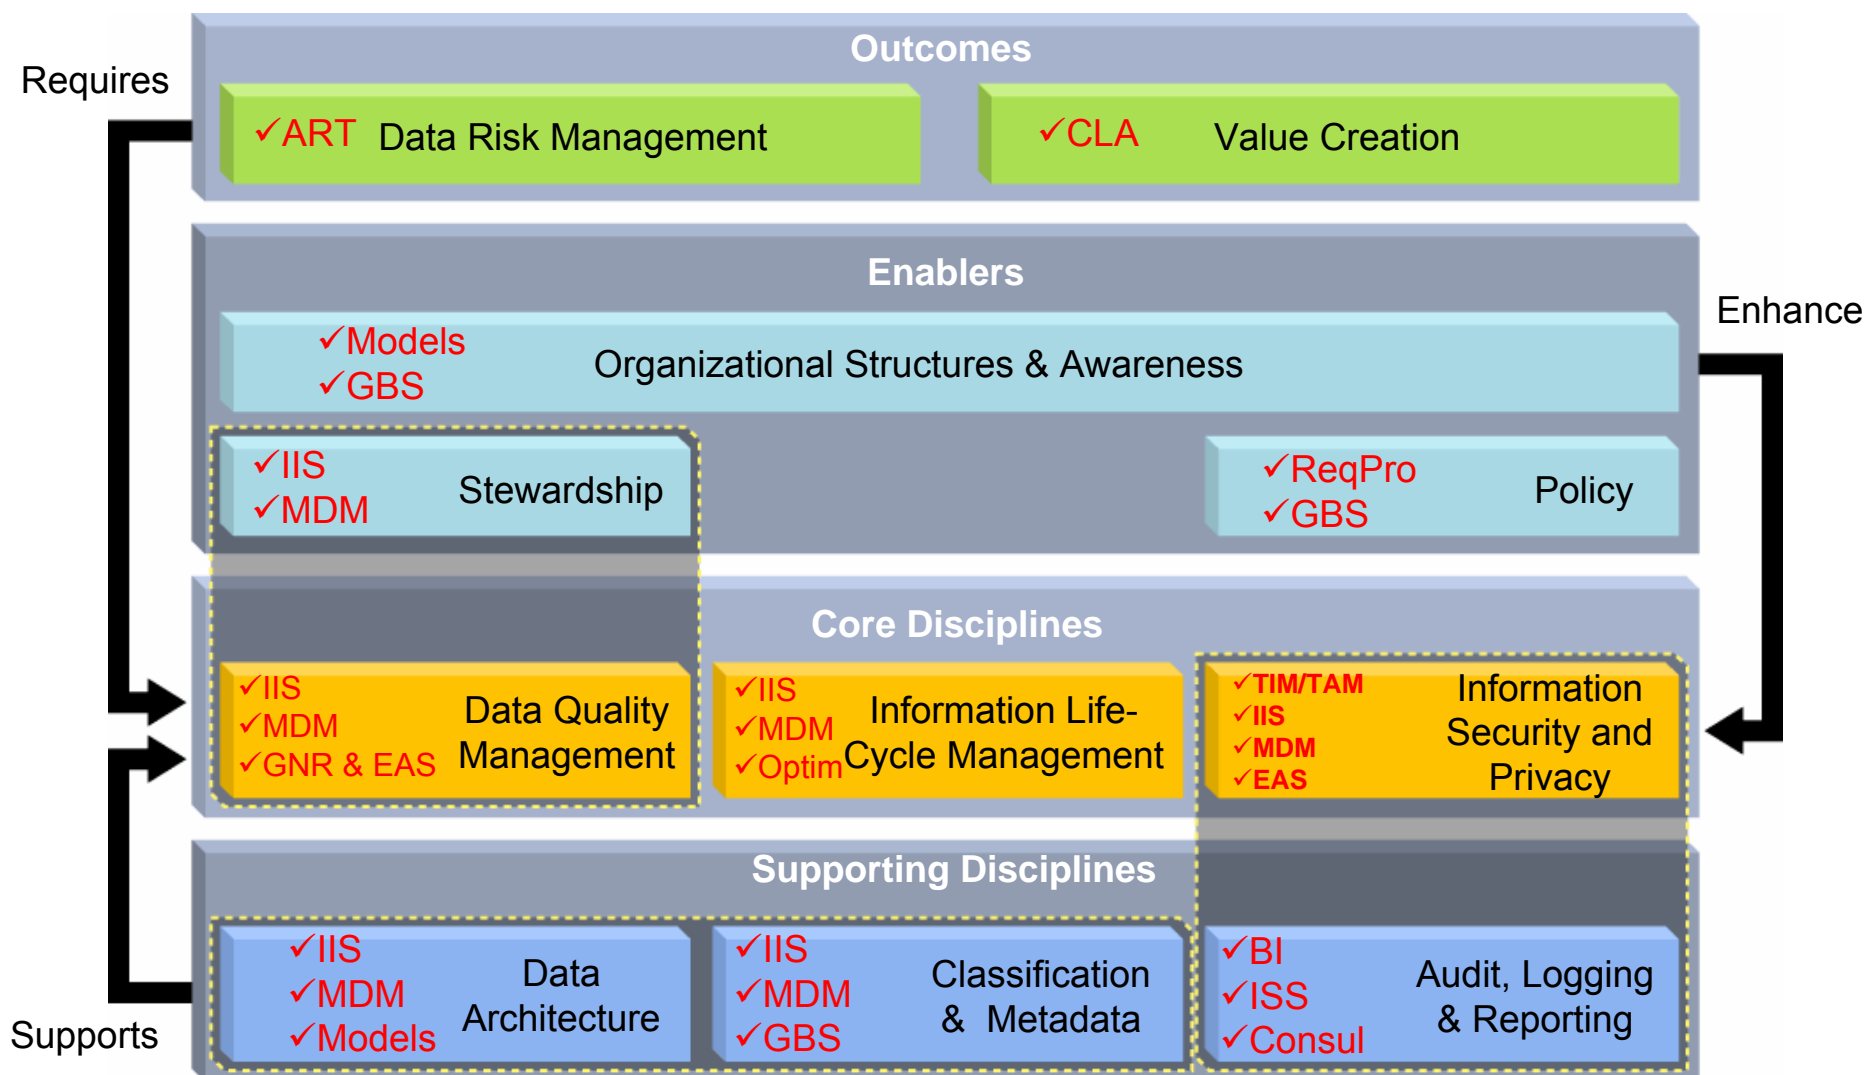 Outcomes
Requires
✓ART Data Risk Management
✓CLA Value Creation
Enablers
Enhance
✓Models
✓GBS
Organizational Structures & Awareness
✓IIS
✓MDM
Stewardship
✓ReqPro
✓GBS
Policy
Core Disciplines
✓IIS
✓MDM
✓GNR & EAS
Data Quality
Management
✓IIS
✓MDM
✓Optim
Information Life-
Cycle Management
✓TIM/TAM
✓IIS
✓MDM
✓EAS
Information
Security and
Privacy
Supporting Disciplines
✓IIS
✓MDM
✓Models
Data
Architecture
✓IIS
✓MDM
✓GBS
Classification
& Metadata
✓BI
✓ISS
✓Consul
Audit, Logging
& Reporting
Supports